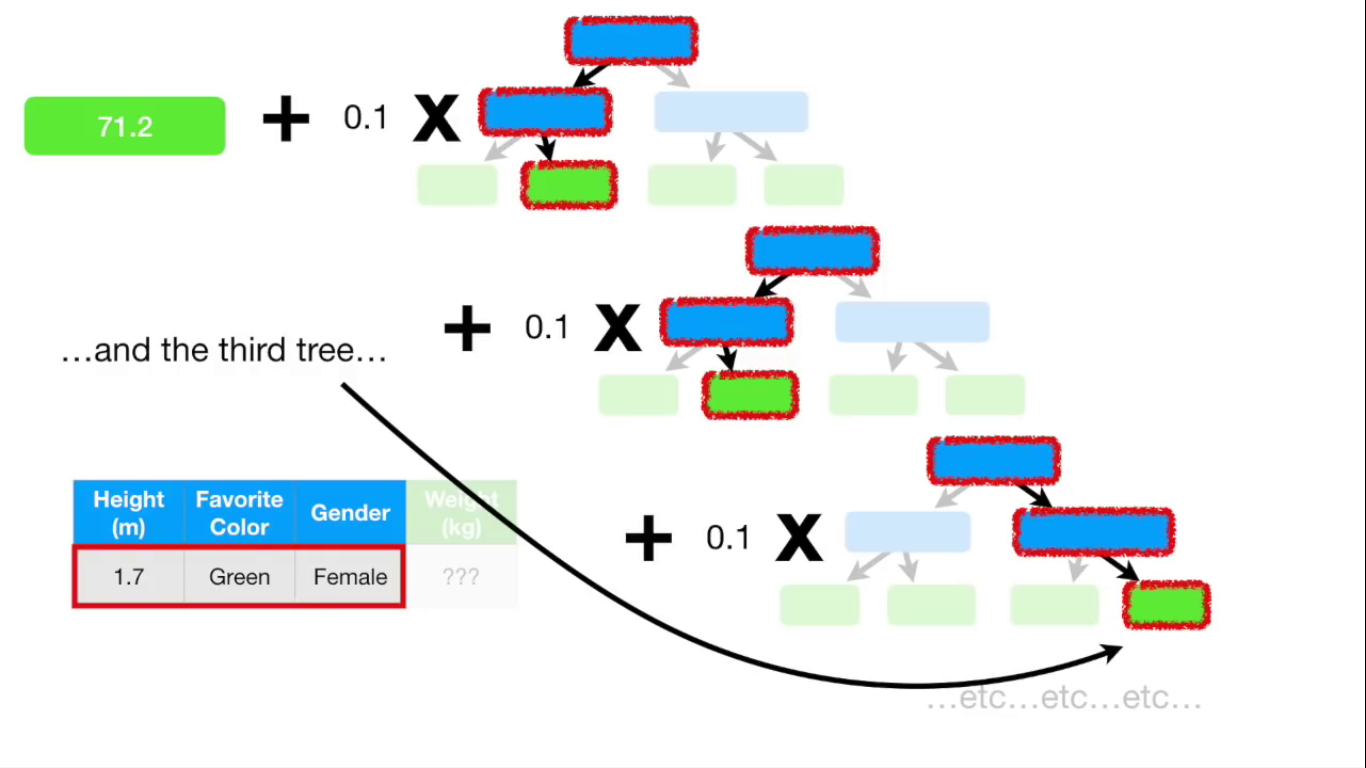 71.2 + 0.1 X
…and the third tree… + 0.1 X
Height (m) Favorite Color Gender Weight (kg)
1.7 Green Female ???
+ 0.1 X
…etc…etc…etc…